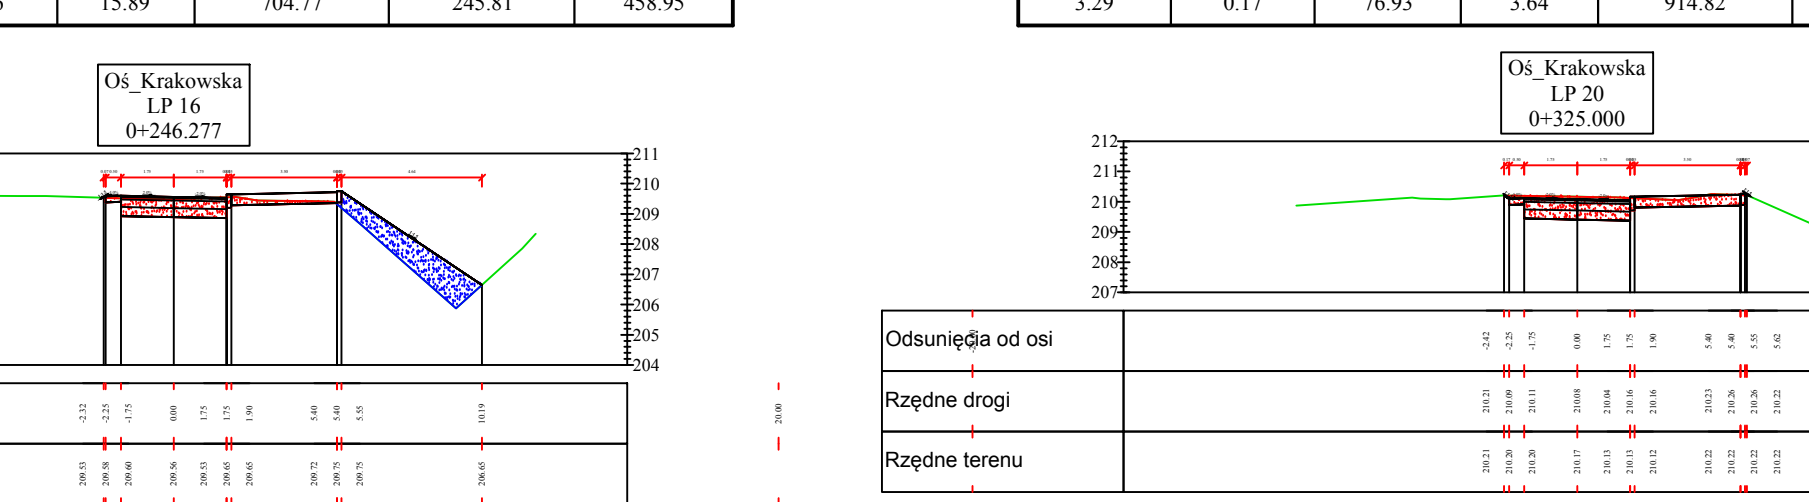 15.89 704.77 245.81 458.95
3.29 0.17 76.93 3.64 914.82
Oś_Krakowska
LP 16
0+246.277
211
210
209
208
207
206
205
204
-2.32 -2.25 -1.75 0.00 1.75 1.75 1.90 5.40 5.40 5.55 10.19 20.00
209.53 209.58 209.60 209.56 209.53 209.65 209.65 209.72 209.75 209.75 206.65
Oś_Krakowska
LP 20
0+325.000
212
211
210
209
208
207
Odsunięcia od osi -2.42 -2.25 -1.75 0.00 1.75 1.75 1.90 5.40 5.40 5.55 5.62
Rzędne drogi 210.21 210.09 210.11 210.08 210.04 210.16 210.16 210.23 210.26 210.26 210.22
Rzędne terenu 210.21 210.20 210.20 210.17 210.13 210.13 210.12 210.22 210.22 210.22 210.22